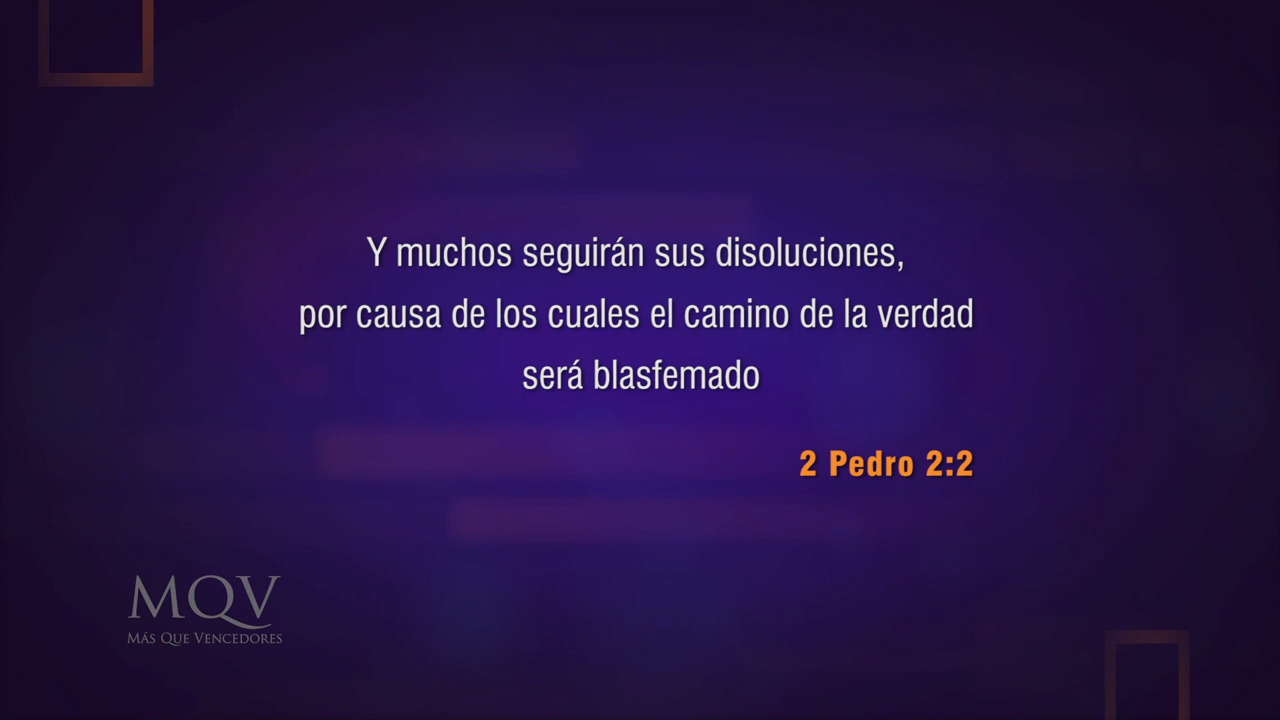 Y muchos seguirán sus disoluciones,
por causa de los cuales el camino de la verdad
será blasfemado
2 Pedro 2:2
MQV
MÁS QUE VENCEDORES